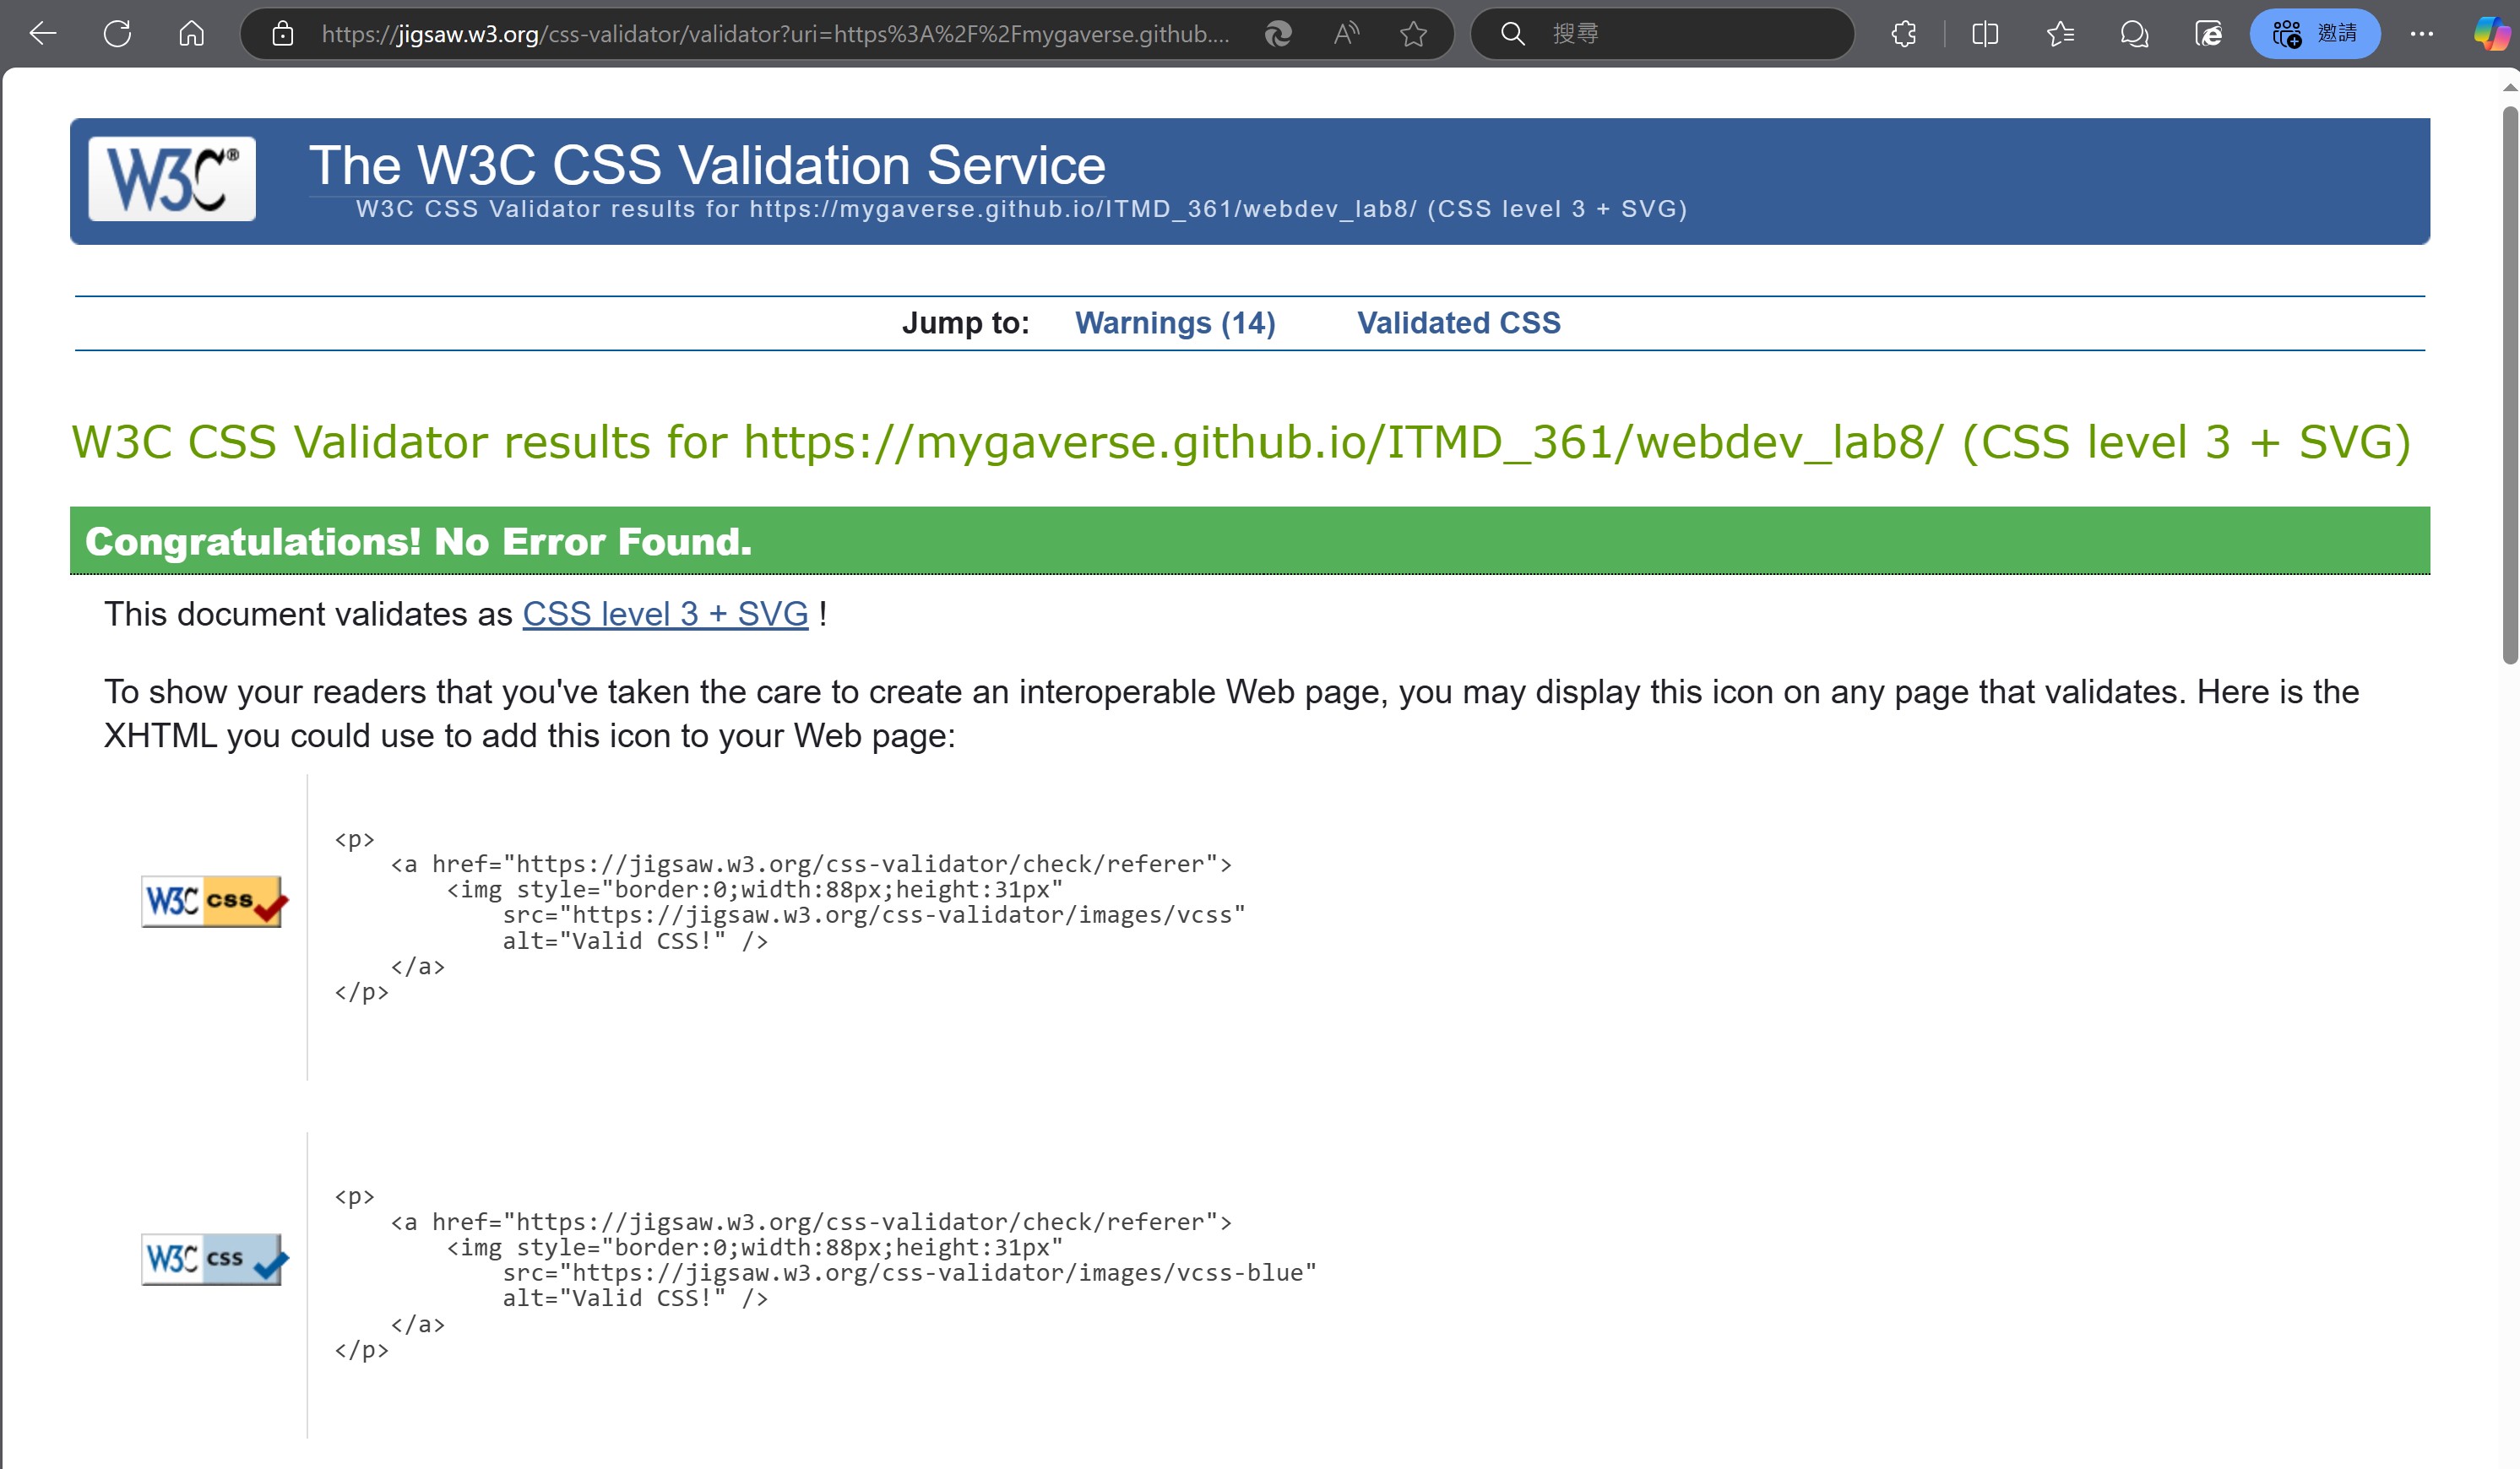 https://jigsaw.w3.org/css-validator/validator?uri=https%3A%2F%2Fmygaverse.github.... 搜尋 邀請
W3C®
The W3C CSS Validation Service
W3C CSS Validator results for https://mygaverse.github.io/ITMD_361/webdev_lab8/ (CSS level 3 + SVG)
Jump to: Warnings (14) Validated CSS
W3C CSS Validator results for https://mygaverse.github.io/ITMD_361/webdev_lab8/ (CSS level 3 + SVG)
Congratulations! No Error Found.
This document validates as CSS level 3 + SVG !
To show your readers that you've taken the care to create an interoperable Web page, you may display this icon on any page that validates. Here is the
XHTML you could use to add this icon to your Web page:
W3C css
<p>
<a href="https://jigsaw.w3.org/css-validator/check/referer">
<img style="border:0;width:88px;height:31px"
src="https://jigsaw.w3.org/css-validator/images/vcss"
alt="Valid CSS!" />
</a>
</p>
W3C css
<p>
<a href="https://jigsaw.w3.org/css-validator/check/referer">
<img style="border:0;width:88px;height:31px"
src="https://jigsaw.w3.org/css-validator/images/vcss-blue"
alt="Valid CSS!" />
</a>
</p>